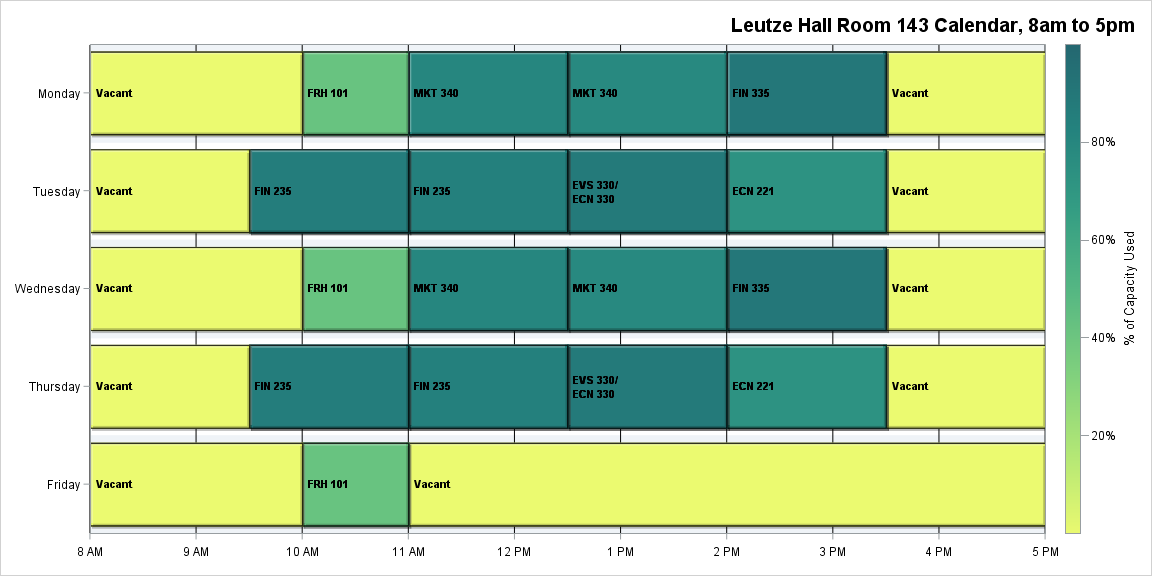 Leutze Hall Room 143 Calendar, 8am to 5pm
Monday
Vacant
FRH 101
MKT 340
MKT 340
FIN 335
Vacant
Tuesday
Vacant
FIN 235
FIN 235
EVS 330/
ECN 330
ECN 221
Vacant
Wednesday
Vacant
FRH 101
MKT 340
MKT 340
FIN 335
Vacant
Thursday
Vacant
FIN 235
FIN 235
EVS 330/
ECN 330
ECN 221
Vacant
Friday
Vacant
FRH 101
Vacant
8 AM
9 AM
10 AM
11 AM
12 PM
1 PM
2 PM
3 PM
4 PM
5 PM
80%
60%
40%
20%
% of Capacity Used